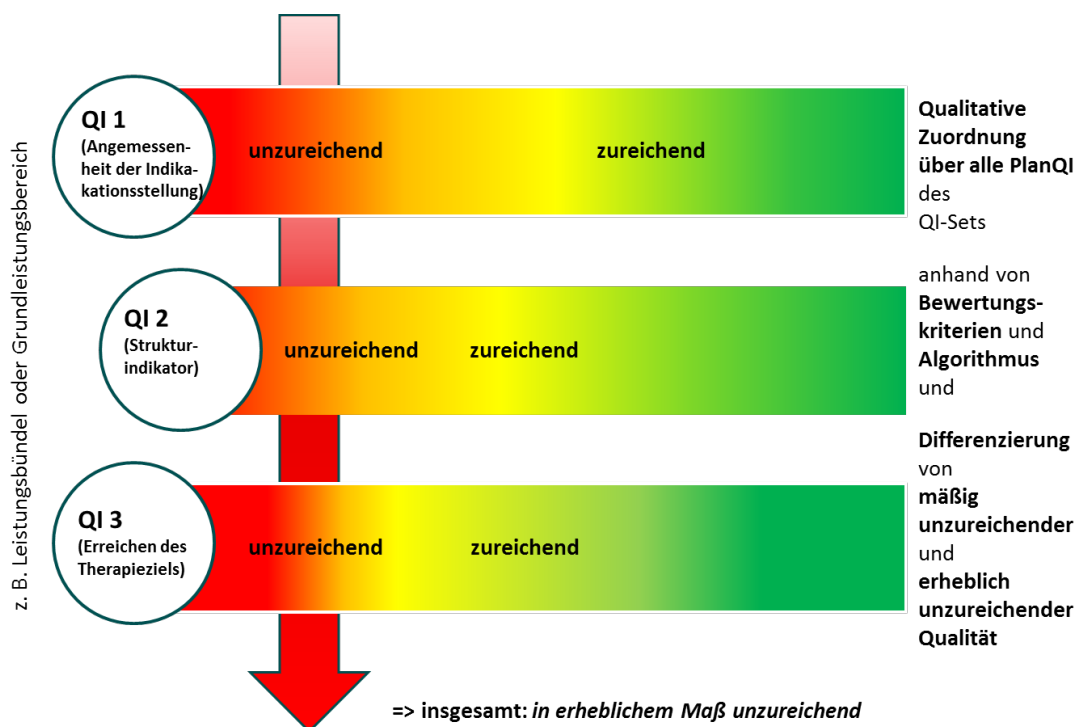 z. B. Leistungsbündel oder Grundleistungsbereich
QI 1
(Angemessen-
heit der Indika-
kationsstellung)
unzureichend
zureichend
QI 2
(Struktur-
indikator)
unzureichend
zureichend
QI 3
(Erreichen des
Therapieziels)
unzureichend
zureichend
Qualitative
Zuordnung
über alle PlanQI
des
QI-Sets
anhand von
Bewertungs-
kriterien und
Algorithmus
und
Differenzierung
von
mäßig
unzureichender
und
erheblich
unzureichender
Qualität
=> insgesamt: in erheblichem Maß unzureichend